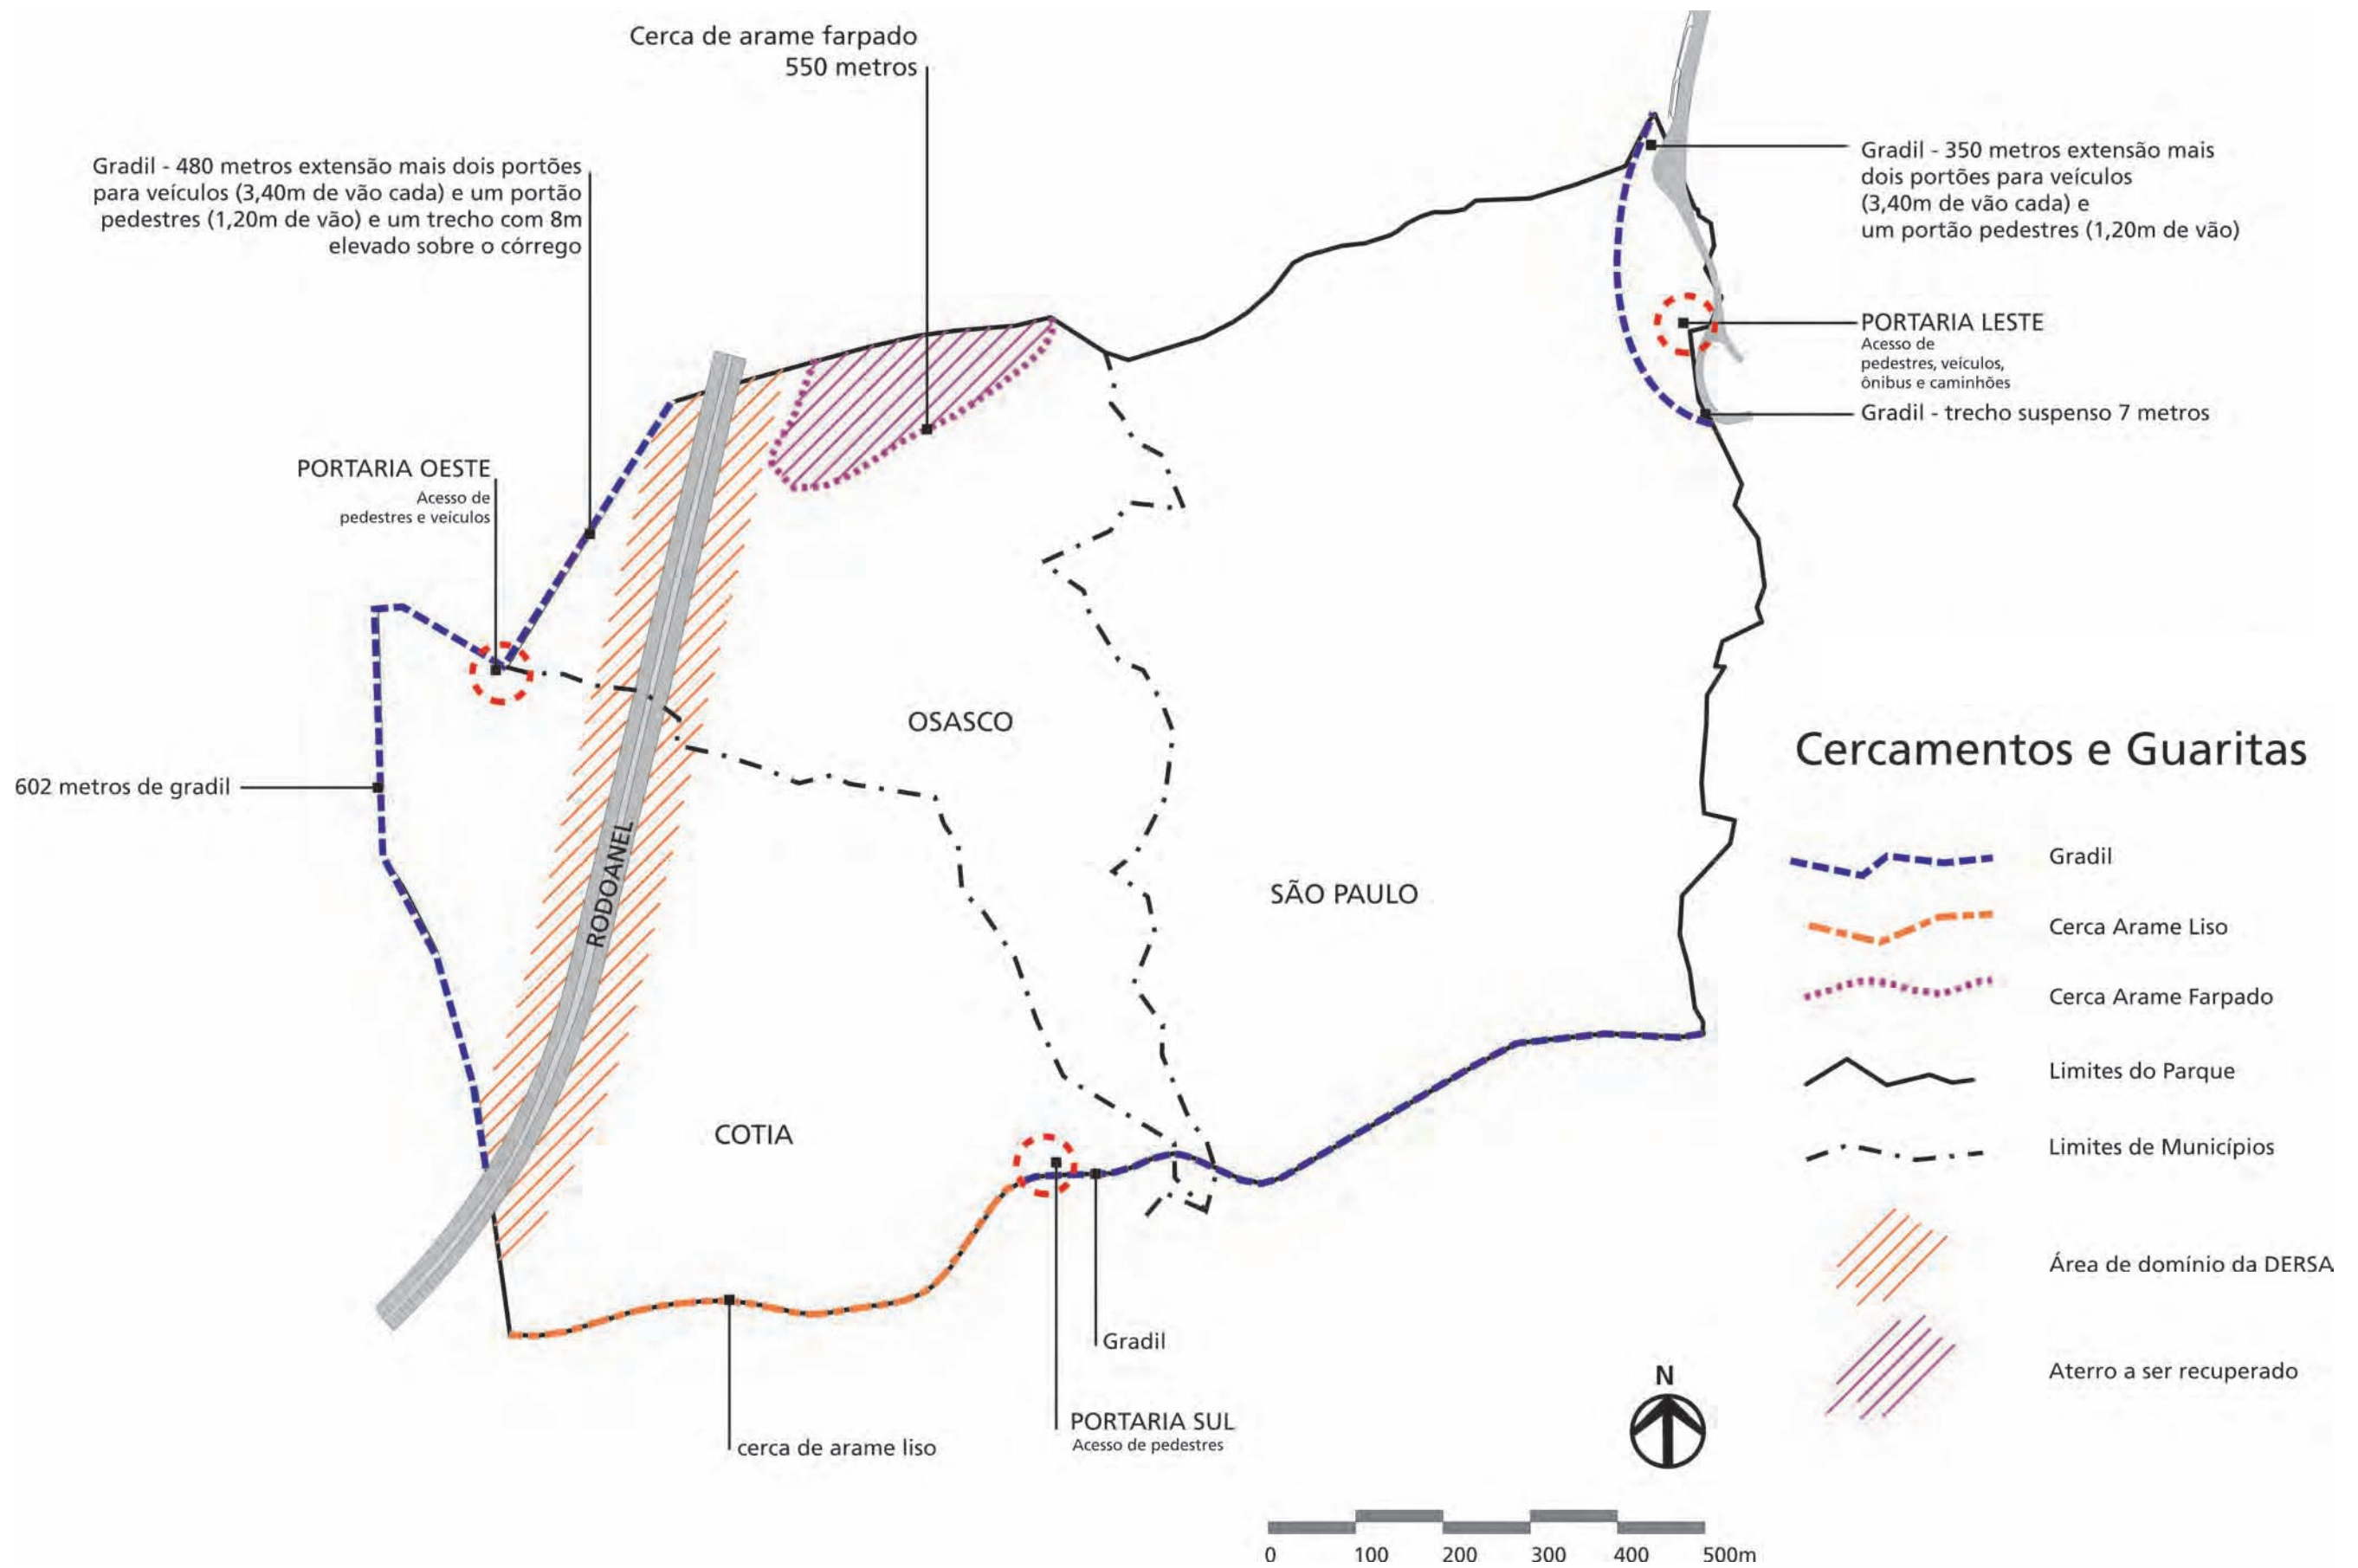 Cerca de arame farpado
550 metros
Gradil - 480 metros extensão mais dois portões
para veículos (3,40m de vão cada) e um portão
pedestres (1,20m de vão) e um trecho com 8m
elevado sobre o córrego
Gradil - 350 metros extensão mais
dois portões para veículos
(3,40m de vão cada) e
um portão pedestres (1,20m de vão)
PORTARIA LESTE
Acesso de
pedestres, veículos,
ônibus e caminhões
Gradil - trecho suspenso 7 metros
PORTARIA OESTE
Acesso de
pedestres e veículos
602 metros de gradil
RODOANEL
OSASCO
SÃO PAULO
COTIA
Gradil
PORTARIA SUL
Acesso de pedestres
cerca de arame liso
Cercamentos e Guaritas
Gradil
Cerca Arame Liso
Cerca Arame Farpado
Limites do Parque
Limites de Municípios
Área de domínio da DERSA
Aterro a ser recuperado
N
0 100 200 300 400 500m